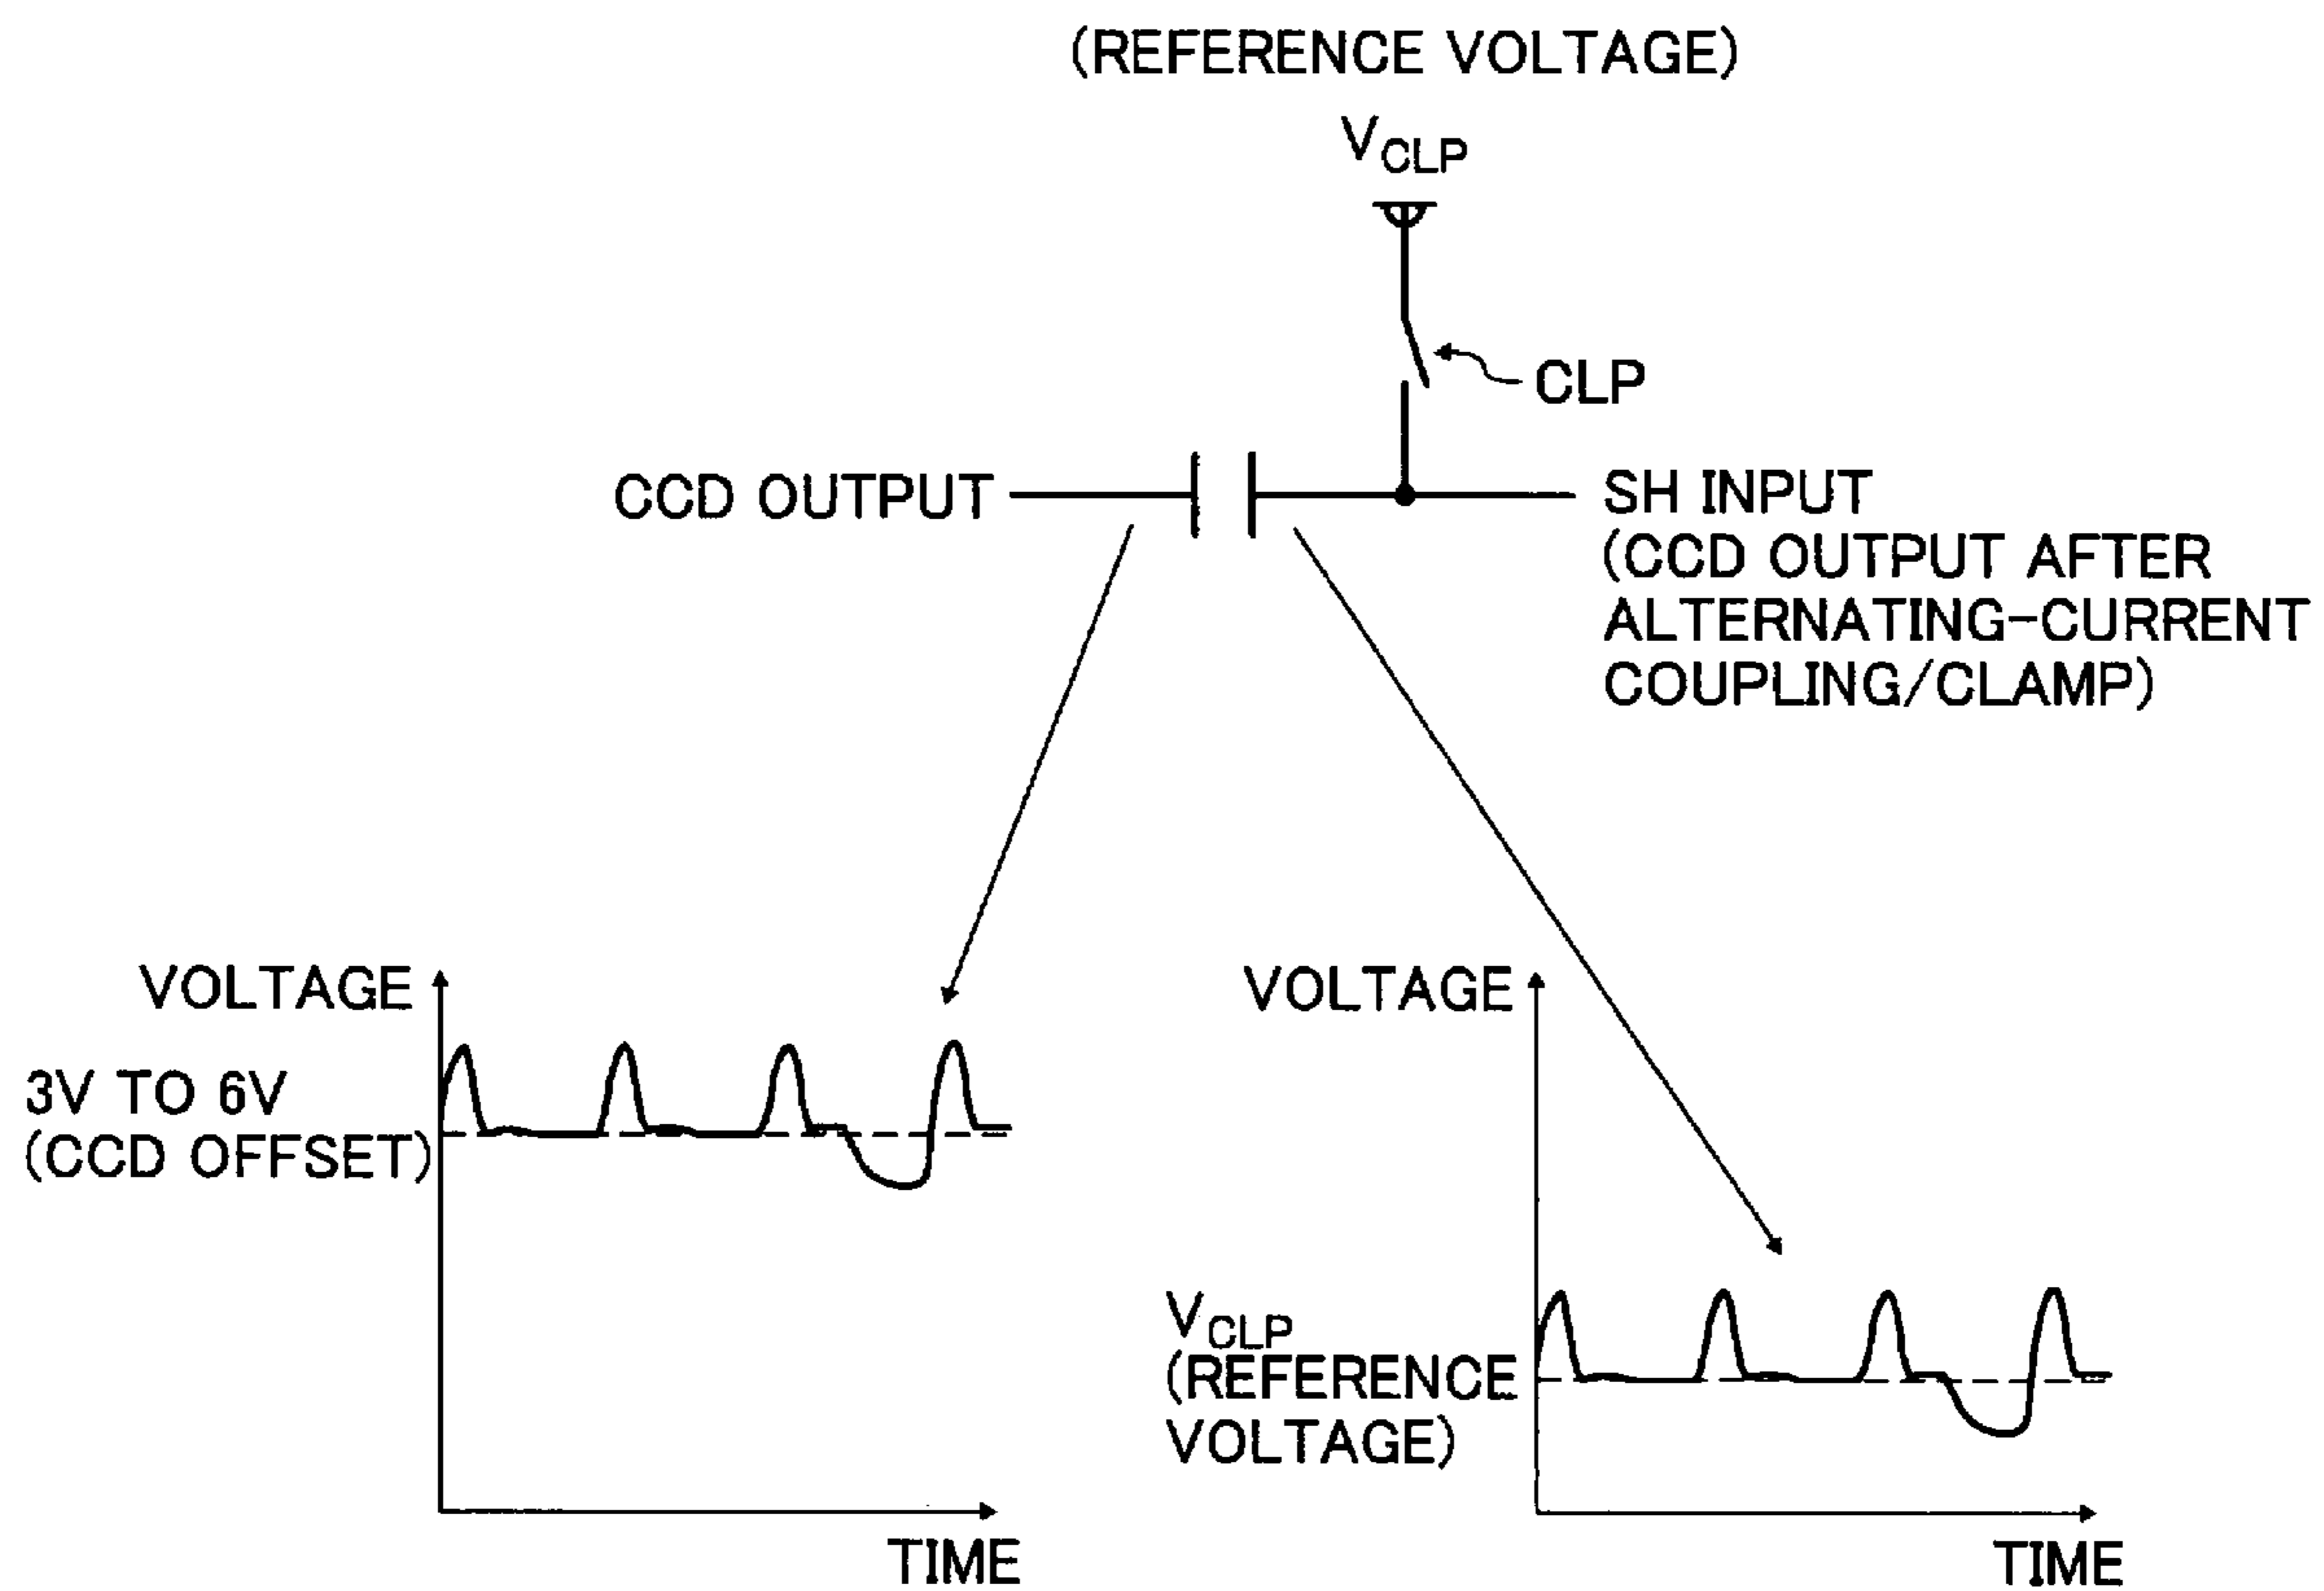 (REFERENCE VOLTAGE)
VCLP
CLP
CCD OUTPUT
SH INPUT
(CCD OUTPUT AFTER
ALTERNATING-CURRENT
COUPLING/CLAMP)
VOLTAGE
3V TO 6V
(CCD OFFSET)
TIME
VOLTAGE
VCLP
(REFERENCE
VOLTAGE)
TIME